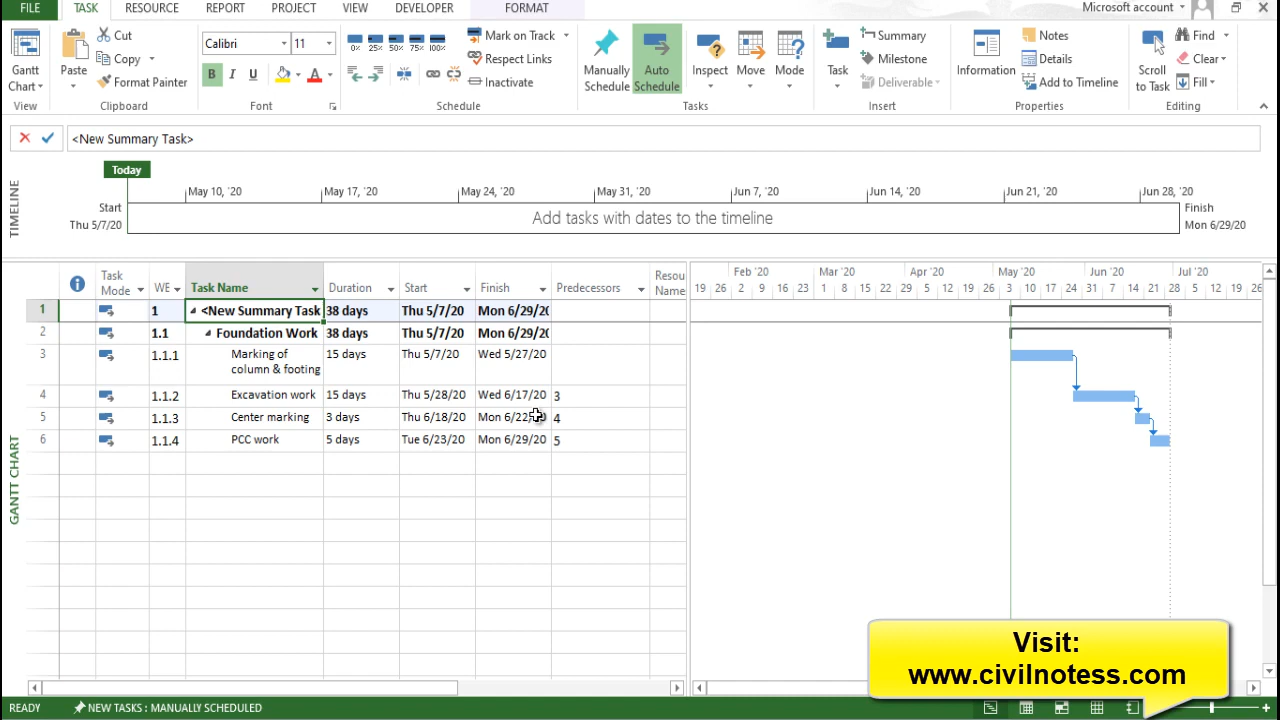 FILE TASK RESOURCE REPORT PROJECT VIEW DEVELOPER FORMAT Microsoft account
Gantt Chart
View
Paste
Cut
Copy
Format Painter
Clipboard
Calibri 11
B I U A
Font
0% 25% 50% 75% 100%
Mark on Track
Respect Links
Inactivate
Schedule
Manually Schedule
Auto Schedule
Inspect
Move
Mode
Tasks
Task
Summary
Milestone
Deliverable
Insert
Information
Notes
Details
Add to Timeline
Properties
Scroll to Task
Find
Clear
Fill
Editing
<New Summary Task>
TIMELINE
Today
May 10, '20 May 17, '20 May 24, '20 May 31, '20 Jun 7, '20 Jun 14, '20 Jun 21, '20 Jun 28, '20
Start
Thu 5/7/20
Add tasks with dates to the timeline
Finish
Mon 6/29/20
GANTT CHART
Task Mode WE Task Name Duration Start Finish Predecessors Resou Name
Feb '20 Mar '20 Apr '20 May '20 Jun '20 Jul '20
19 26 2 9 16 23 1 8 15 22 29 5 12 19 26 3 10 17 24 31 7 14 21 28 5 12 19 26
1 1 <New Summary Task 38 days Thu 5/7/20 Mon 6/29/20
2 1.1 Foundation Work 38 days Thu 5/7/20 Mon 6/29/20
3 1.1.1 Marking of column & footing 15 days Thu 5/7/20 Wed 5/27/20
4 1.1.2 Excavation work 15 days Thu 5/28/20 Wed 6/17/20 3
5 1.1.3 Center marking 3 days Thu 6/18/20 Mon 6/22/20 4
6 1.1.4 PCC work 5 days Tue 6/23/20 Mon 6/29/20 5
Visit:
www.civilnotess.com
READY NEW TASKS : MANUALLY SCHEDULED